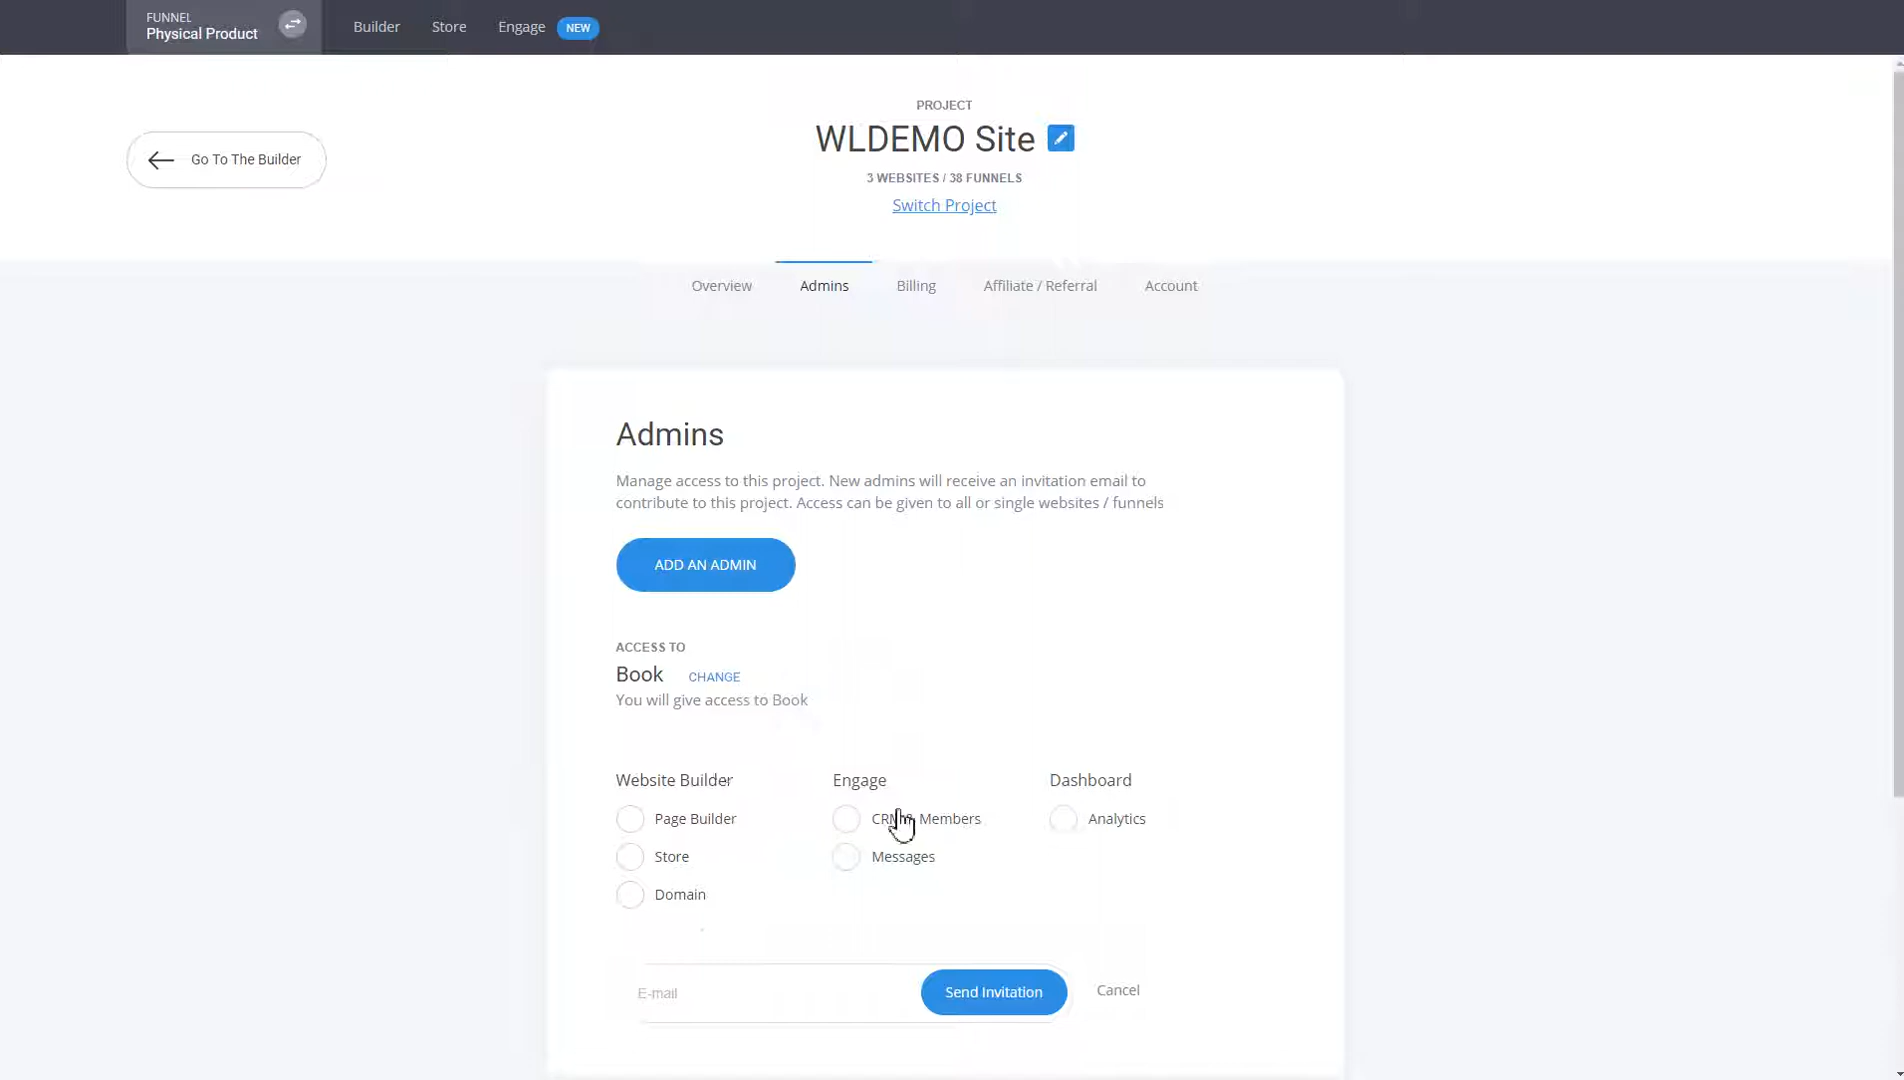 FUNNEL
Physical Product
Builder
Store
Engage
NEW
PROJECT
WLDEMO Site
Go To The Builder
3 WEBSITES / 38 FUNNELS
Switch Project
Overview
Admins
Billing
Affiliate / Referral
Account
Admins
Manage access to this project. New admins will receive an invitation email to
contribute to this project. Access can be given to all or single websites / funnels
ADD AN ADMIN
ACCESS TO
Book CHANGE
You will give access to Book
Website Builder
Page Builder
Store
Domain
Engage
Members
Messages
Dashboard
Analytics
E-mail
Send Invitation
Cancel